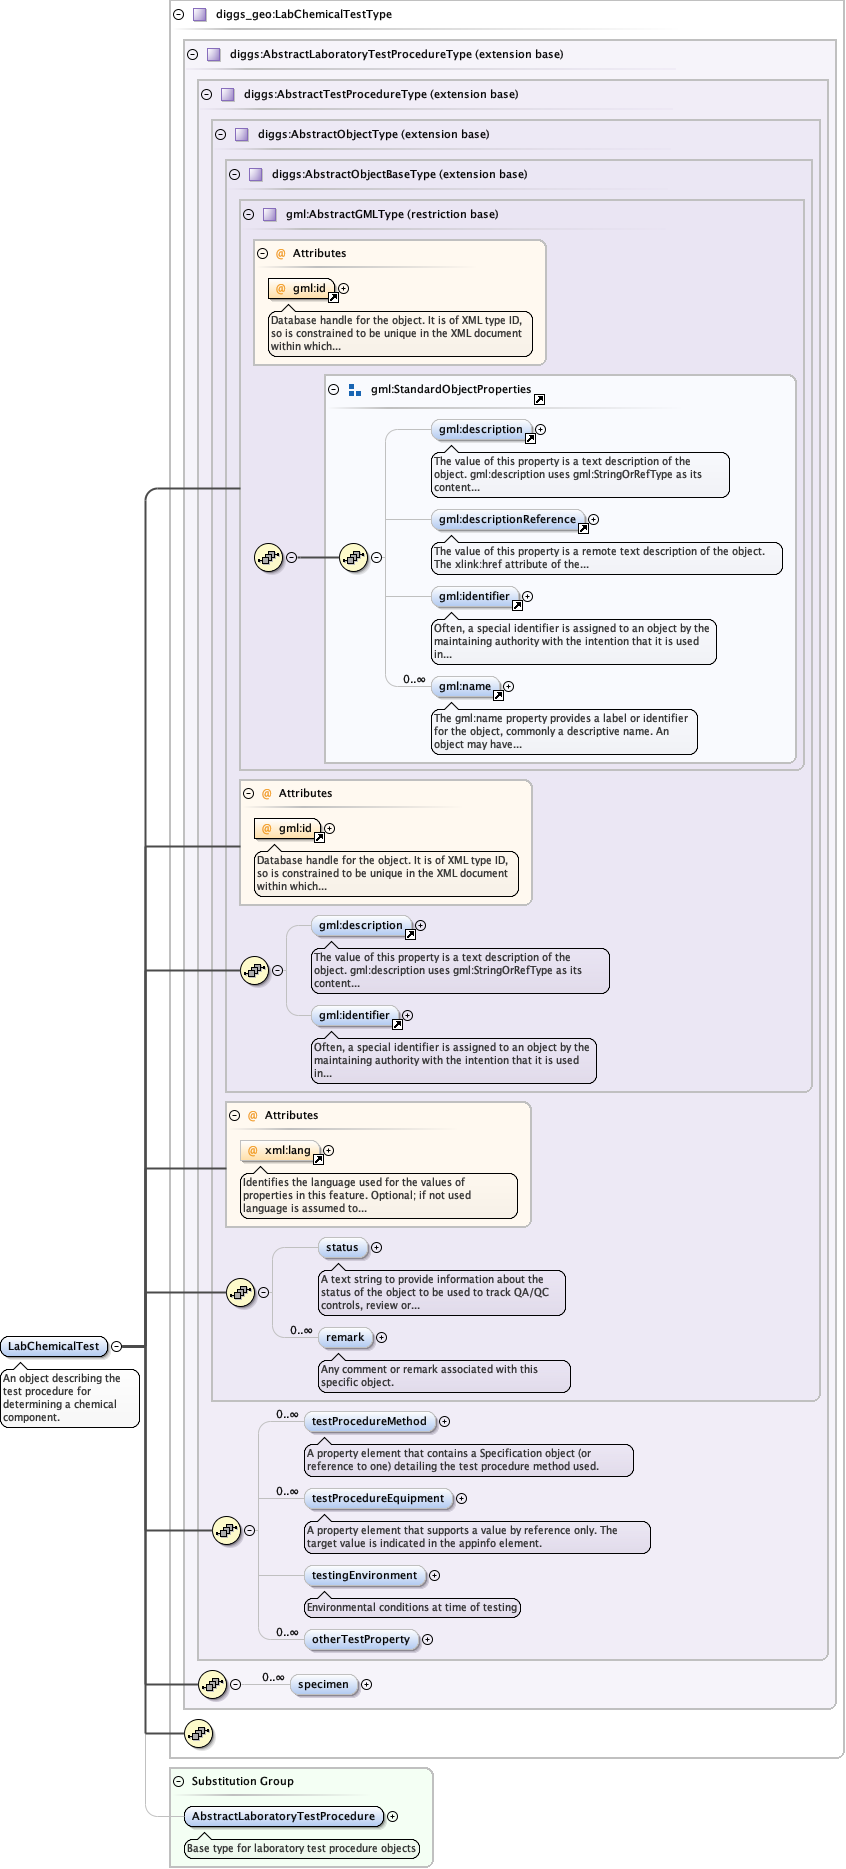 diggs_geo:LabChemicalTestType
diggs:AbstractLaboratoryTestProcedureType (extension base)
diggs:AbstractTestProcedureType (extension base)
diggs:AbstractObjectType (extension base)
diggs:AbstractObjectBaseType (extension base)
gml:AbstractGMLType (restriction base)
@ Attributes
@ gml:id
Database handle for the object. It is of XML type ID,
so is constrained to be unique in the XML document
within which...
gml:StandardObjectProperties
gml:description
The value of this property is a text description of the
object. gml:description uses gml:StringOrRefType as its
content...
gml:descriptionReference
The value of this property is a remote text description of the object.
The xlink:href attribute of the...
gml:identifier
Often, a special identifier is assigned to an object by the
maintaining authority with the intention that it is used
in...
0..∞
gml:name
The gml:name property provides a label or identifier
for the object, commonly a descriptive name. An
object may have...
@ Attributes
@ gml:id
Database handle for the object. It is of XML type ID,
so is constrained to be unique in the XML document
within which...
gml:description
The value of this property is a text description of the
object. gml:description uses gml:StringOrRefType as its
content...
gml:identifier
Often, a special identifier is assigned to an object by the
maintaining authority with the intention that it is used
in...
@ Attributes
@ xml:lang
Identifies the language used for the values of
properties in this feature. Optional; if not used
language is assumed to...
status
A text string to provide information about the
status of the object to be used to track QA/QC
controls, review or...
0..∞
remark
Any comment or remark associated with this
specific object.
LabChemicalTest
An object describing the
test procedure for
determining a chemical
component.
0..∞
testProcedureMethod
A property element that contains a Specification object (or
reference to one) detailing the test procedure method used.
0..∞
testProcedureEquipment
A property element that supports a value by reference only. The
target value is indicated in the appinfo element.
testingEnvironment
Environmental conditions at time of testing
0..∞
otherTestProperty
0..∞
specimen
Substitution Group
AbstractLaboratoryTestProcedure
Base type for laboratory test procedure objects